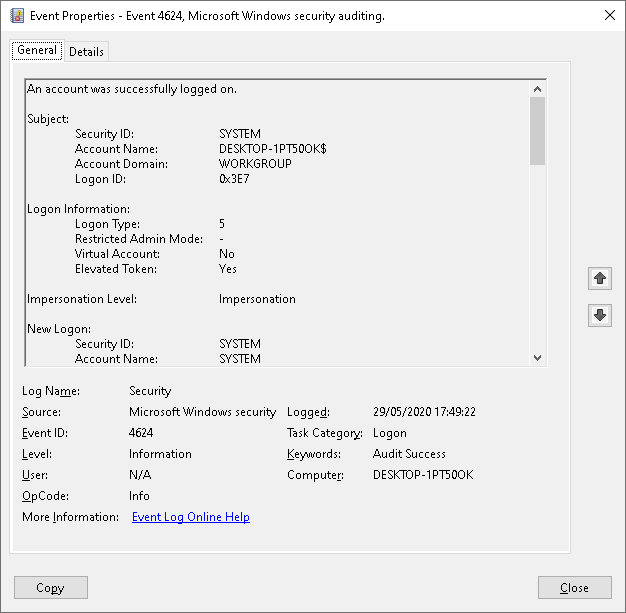 Event Properties - Event 4624, Microsoft Windows security auditing.
General Details
An account was successfully logged on.
Subject:
Security ID: SYSTEM
Account Name: DESKTOP-1PT50OK$
Account Domain: WORKGROUP
Logon ID: 0x3E7
Logon Information:
Logon Type: 5
Restricted Admin Mode: -
Virtual Account: No
Elevated Token: Yes
Impersonation Level: Impersonation
New Logon:
Security ID: SYSTEM
Account Name: SYSTEM
Log Name: Security
Source: Microsoft Windows security Logged: 29/05/2020 17:49:22
Event ID: 4624 Task Category: Logon
Level: Information Keywords: Audit Success
User: N/A Computer: DESKTOP-1PT50OK
OpCode: Info
More Information: Event Log Online Help
Copy Close